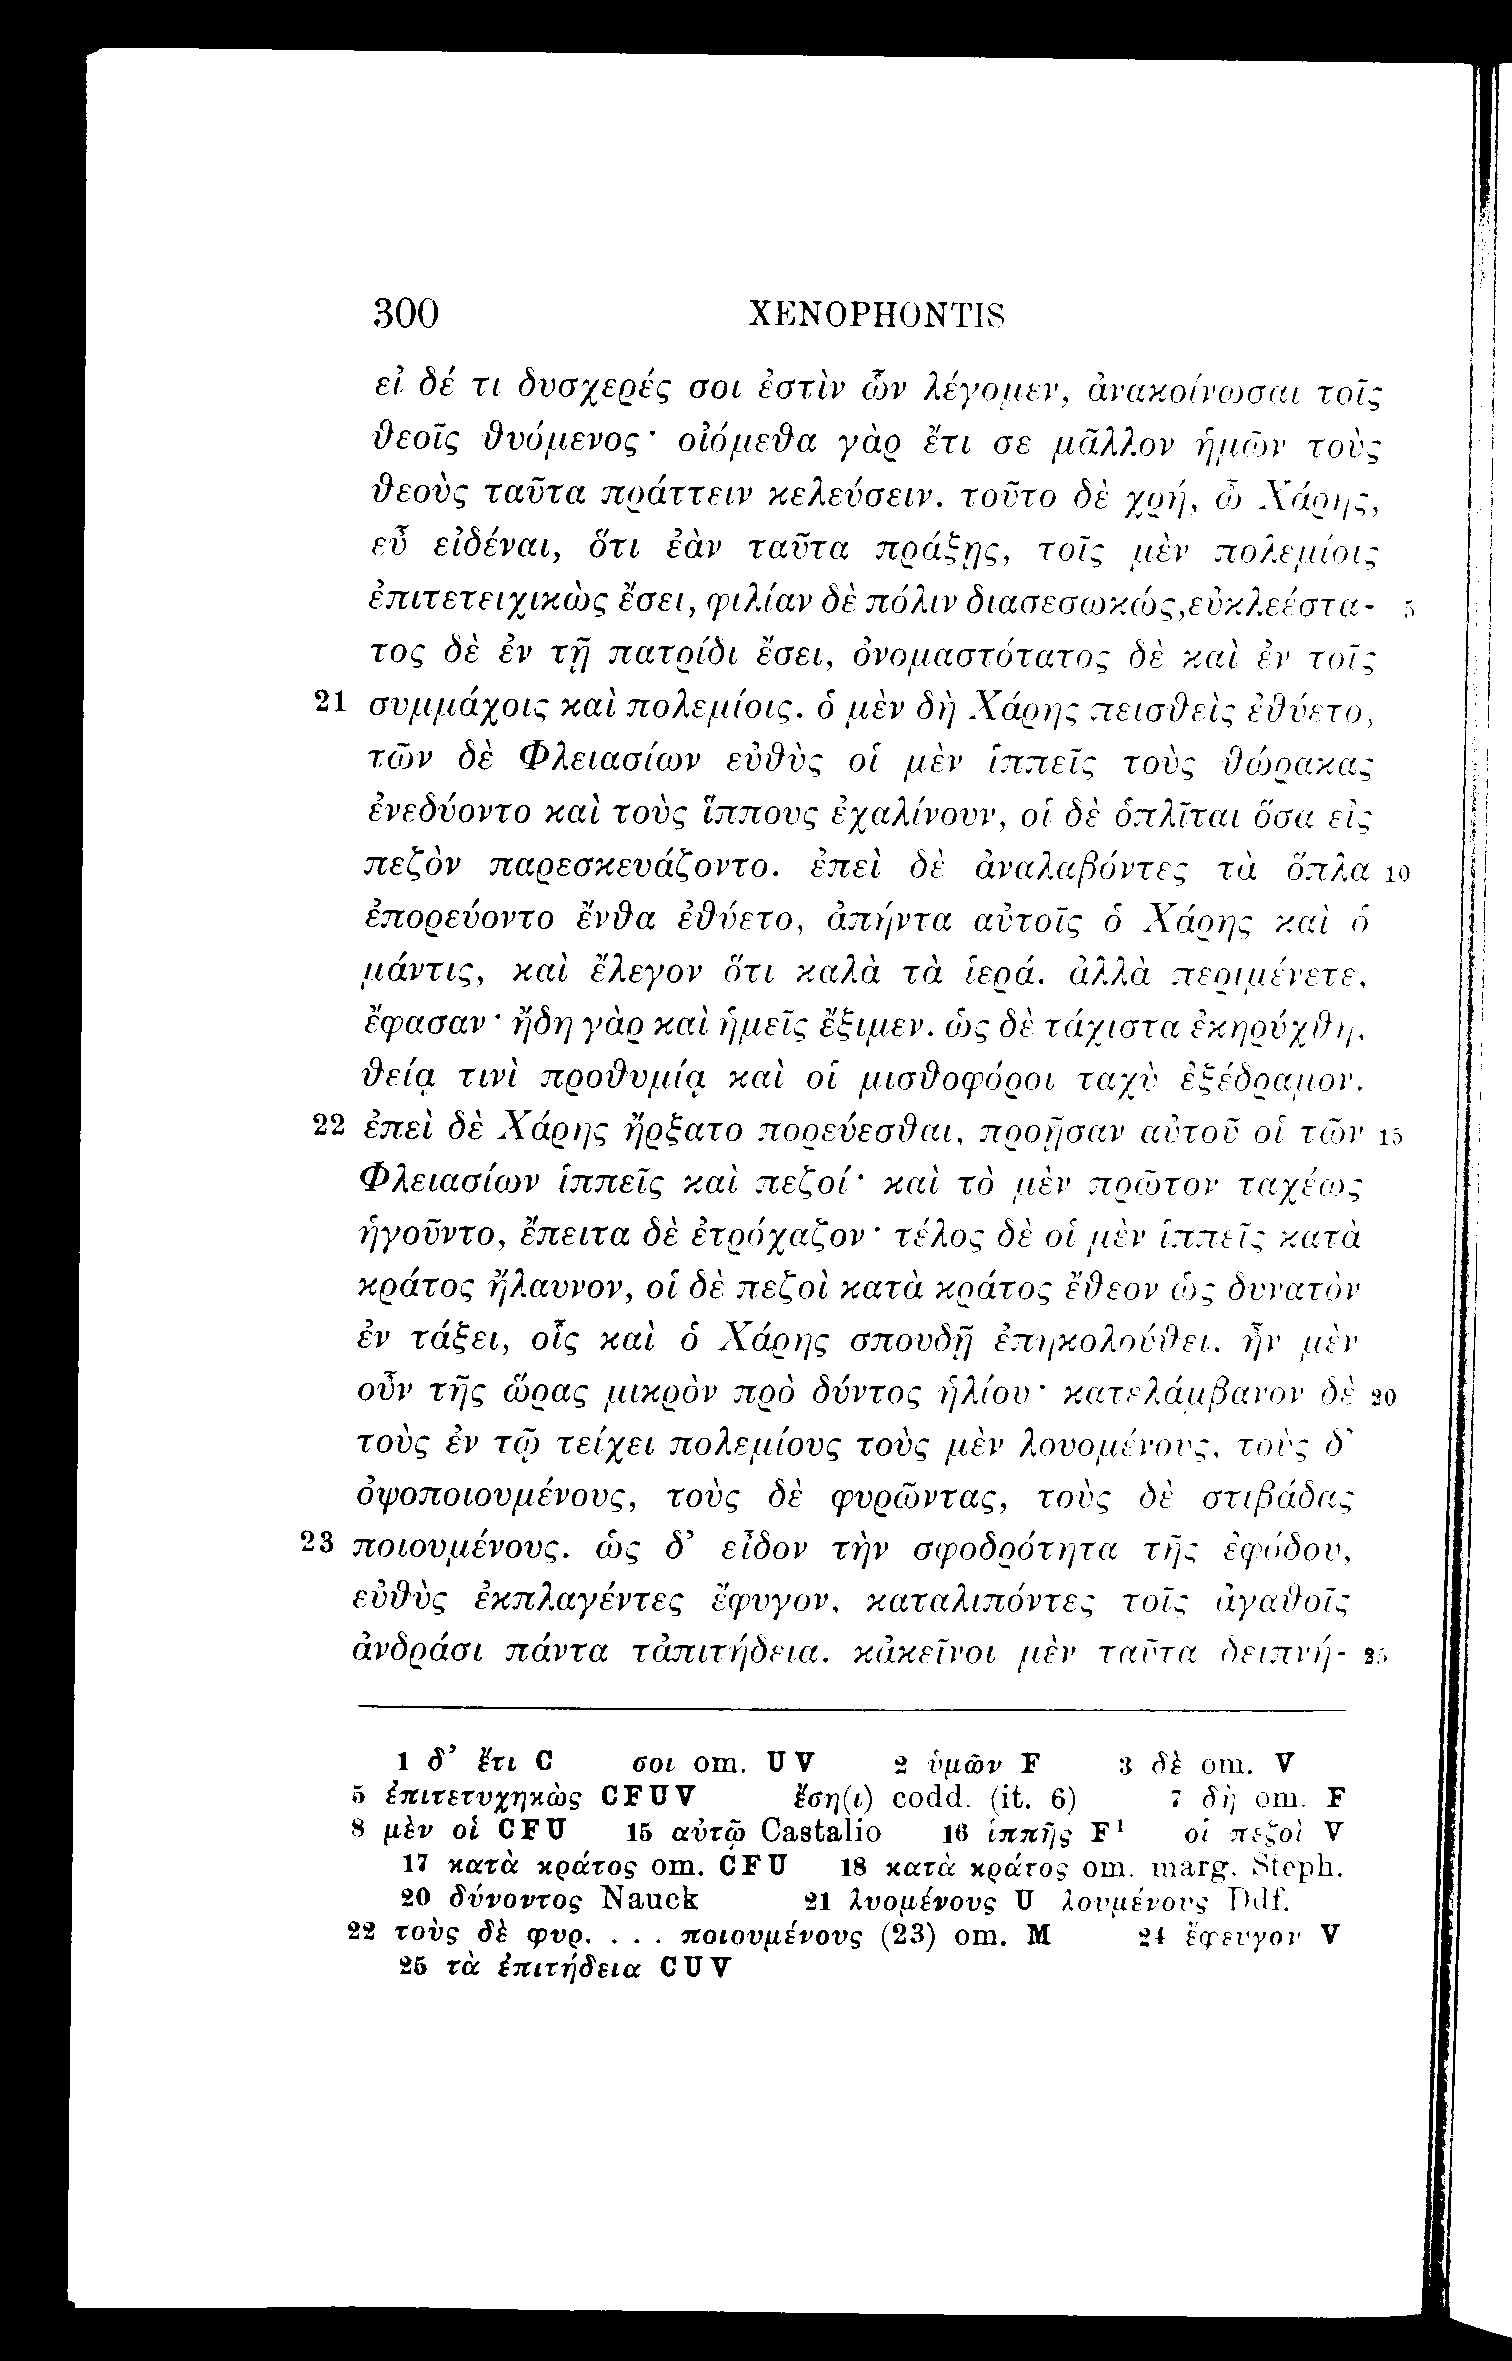 300 XENOPHONTIS
εἰ δέ τι δυσχερές σοι ἐστὶν ὧν λέγομεν, ἀνακοίνωσαι τοῖς
θεοῖς θυόμενος· οἰόμεθα γὰρ ἔτι σε μᾶλλον ἡμῶν τοὺς
θεοὺς ταῦτα πράττειν κελεύσειν. τοῦτο δὲ χρή, ὦ Χάρης,
εὖ εἰδέναι, ὅτι ἐὰν ταῦτα πράξῃς, τοῖς μὲν πολεμίοις
ἐπιτετειχικὼς ἔσει, φιλίαν δὲ πόλιν διασεσωκώς, εὐκλεέστα- 5
τος δὲ ἐν τῇ πατρίδι ἔσει, ὀνομαστότατος δὲ καὶ ἐν τοῖς
21 συμμάχοις καὶ πολεμίοις. ὁ μὲν δὴ Χάρης πεισθεὶς ἐθύετο,
τῶν δὲ Φλειασίων εὐθὺς οἱ μὲν ἱππεῖς τοὺς θώρακας
ἐνεδύοντο καὶ τοὺς ἵππους ἐχαλίνουν, οἱ δὲ ὁπλῖται ὅσα εἰς
πεζὸν παρεσκευάζοντο. ἐπεὶ δὲ ἀναλαβόντες τὰ ὅπλα 10
ἐπορεύοντο ἔνθα ἐθύετο, ἀπήντα αὐτοῖς ὁ Χάρης καὶ ὁ
μάντις, καὶ ἔλεγον ὅτι καλὰ τὰ ἱερά. ἀλλὰ περιμένετε,
ἔφασαν· ἤδη γὰρ καὶ ἡμεῖς ἔξιμεν. ὡς δὲ τάχιστα ἐκηρύχθη,
θείᾳ τινὶ προθυμίᾳ καὶ οἱ μισθοφόροι ταχὺ ἐξέδραμον.
22 ἐπεὶ δὲ Χάρης ἤρξατο πορεύεσθαι, προῇσαν αὐτοῦ οἱ τῶν 15
Φλειασίων ἱππεῖς καὶ πεζοί· καὶ τὸ μὲν πρῶτον ταχέως
ἡγοῦντο, ἔπειτα δὲ ἐτρόχαζον· τέλος δὲ οἱ μὲν ἱππεῖς κατὰ
κράτος ἤλαυνον, οἱ δὲ πεζοὶ κατὰ κράτος ἔθεον ὡς δυνατὸν
ἐν τάξει, οἷς καὶ ὁ Χάρης σπουδῇ ἐπηκολούθει. ἦν μὲν
οὖν τῆς ὥρας μικρὸν πρὸ δύντος ἡλίου· κατελάμβανον δὲ 20
τοὺς ἐν τῷ τείχει πολεμίους τοὺς μὲν λουομένους, τοὺς δ'
ὀψοποιουμένους, τοὺς δὲ φυρῶντας, τοὺς δὲ στιβάδας
23 ποιουμένους. ὡς δ' εἶδον τὴν σφοδρότητα τῆς ἐφόδου,
εὐθὺς ἐκπλαγέντες ἔφυγον, καταλιπόντες τοῖς ἀγαθοῖς
ἀνδράσι πάντα τἀπιτήδεια. κἀκεῖνοι μὲν ταῦτα δειπνή- 25
1 δ' ἔτι C σοι om. UV 2 ὑμῶν F 3 δὲ om. V
5 ἐπιτετυχηκὼς CFUV ἔση(ι) codd. (it. 6) 7 δὴ om. F
8 μὲν οἱ CFU 15 αὐτῷ Castalio 16 ἱππῆς F¹ οἱ πεζοὶ V
17 κατὰ κράτος om. CFU 18 κατὰ κράτος om. marg. Steph.
20 δύνοντος Nauck 21 λυομένους U λουμένους Ddf.
22 τοὺς δὲ φυρ. . . . ποιουμένους (23) om. M 24 ἔφευγον V
25 τὰ ἐπιτήδεια CUV